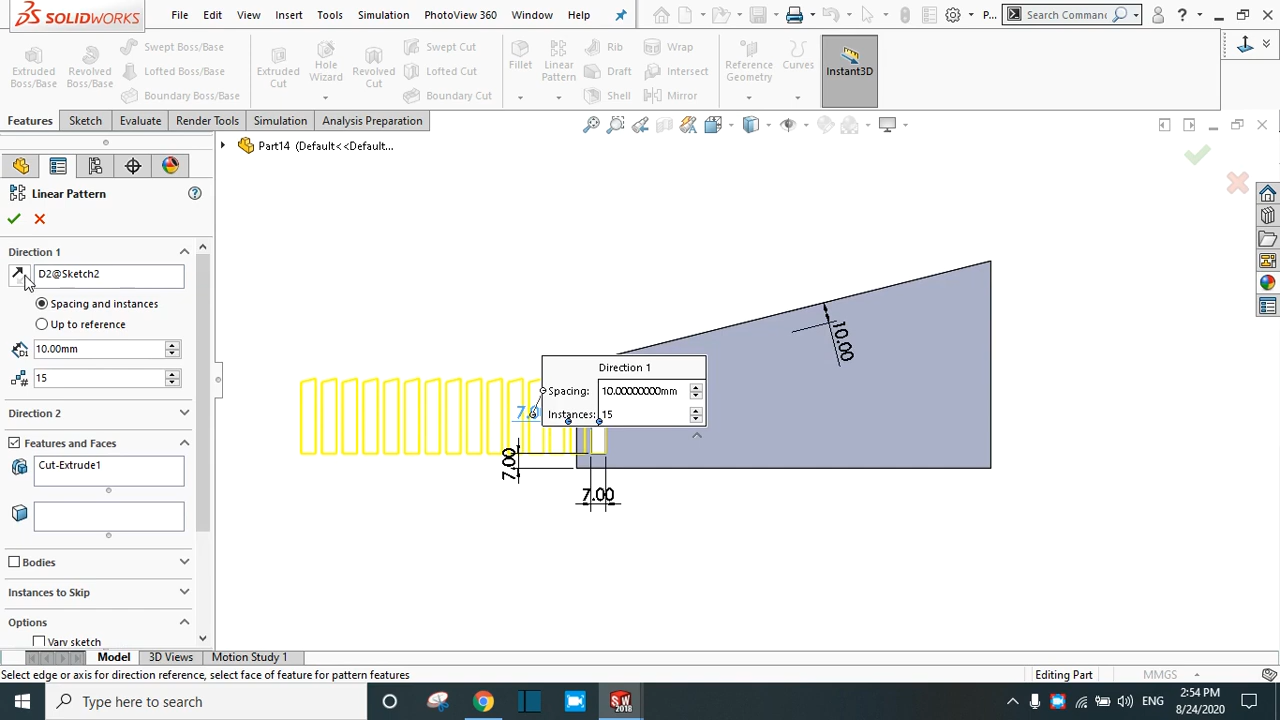 SOLIDWORKS File Edit View Insert Tools Simulation PhotoView 360 Window Help P... Search Comman ?
Extruded Boss/Base Revolved Boss/Base Swept Boss/Base Lofted Boss/Base Boundary Boss/Base Extruded Cut Hole Wizard Revolved Cut Swept Cut Lofted Cut Boundary Cut Fillet Linear Pattern Rib Draft Shell Wrap Intersect Mirror Reference Geometry Curves Instant3D
Features Sketch Evaluate Render Tools Simulation Analysis Preparation
Part14 (Default<<Default...
Linear Pattern ?
Direction 1
D2@Sketch2
Spacing and instances
Up to reference
10.00mm
15
Direction 2
Features and Faces
Cut-Extrude1
Bodies
Instances to Skip
Options
Vary sketch
10.00
Direction 1
Spacing: 10.00000000mm
Instances: 15
7.0
7.00
7.00
Model 3D Views Motion Study 1
Select edge or axis for direction reference, select face of feature for pattern features Editing Part MMGS
Type here to search SW 2018 ENG 2:54 PM 8/24/2020